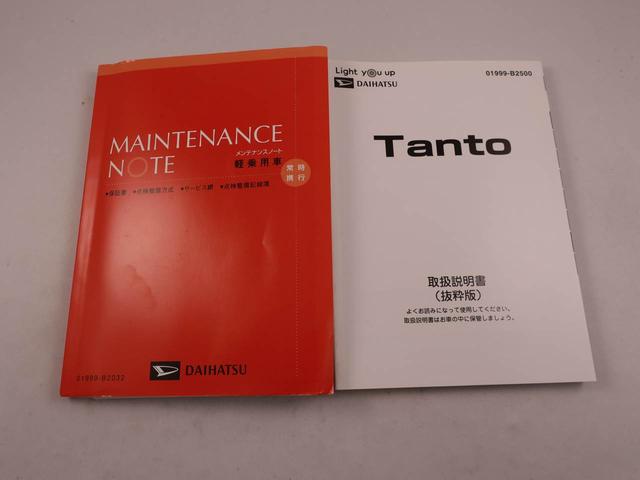 MAINTENANCE
NOTE
メンテナンスノート
軽乗用車
常時
携行
●保証書 ●点検整備方式 ●サービス網 ●点検整備記録簿
01999-B2032
DAIHATSU
Light you up
DAIHATSU
01999-B2500
Tanto
取扱説明書
（抜粋版）
よくお読みになって使用してください。
取扱説明書はお車の中に保管しましょう。